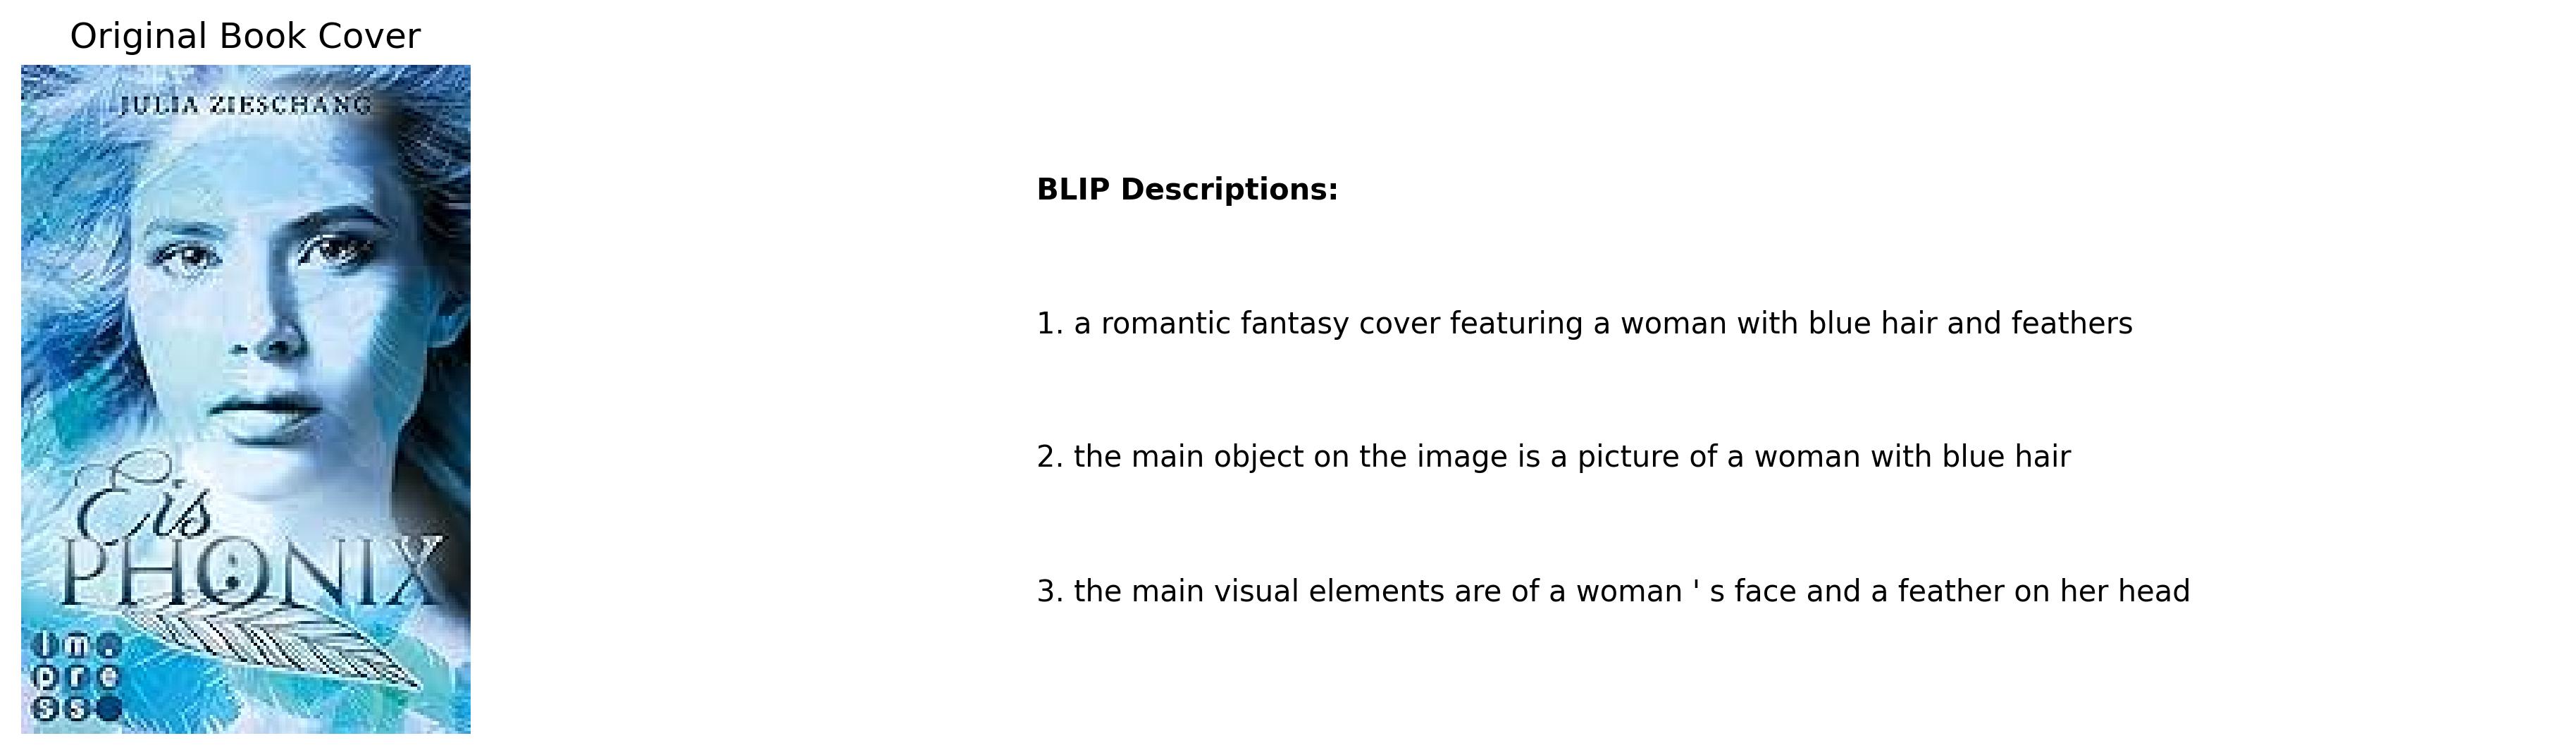 Original Book Cover
JULIA ZIESCHANG
Eis
PHÖNIX
im.
pre
ss
BLIP Descriptions:
1. a romantic fantasy cover featuring a woman with blue hair and feathers
2. the main object on the image is a picture of a woman with blue hair
3. the main visual elements are of a woman ' s face and a feather on her head